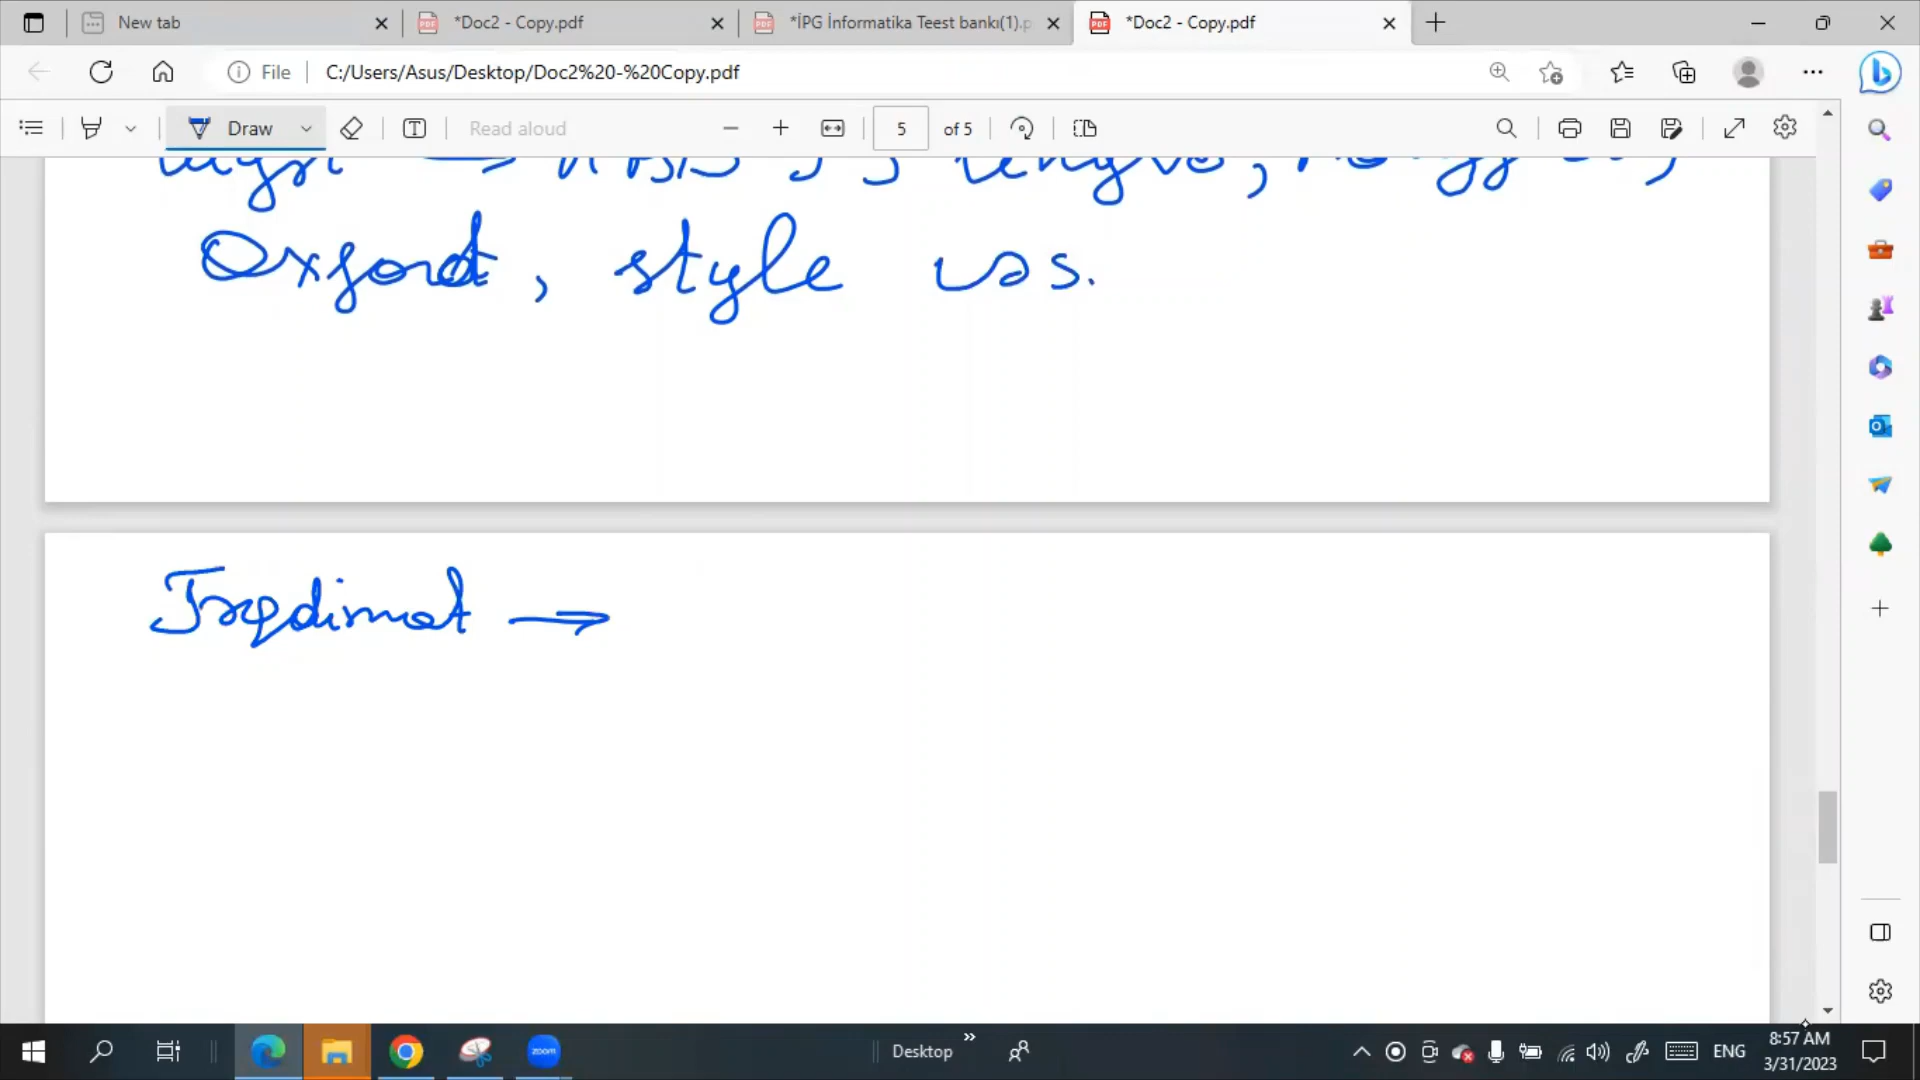 New tab
*Doc2 - Copy.pdf
*İPG İnformatika Teest bankı(1).p
*Doc2 - Copy.pdf
File
C:/Users/Asus/Desktop/Doc2%20-%20Copy.pdf
Draw
Read aloud
5
of 5
Oxford, style və s.
Təqdimat →
zoom
Desktop
ENG
8:57 AM
3/31/2023